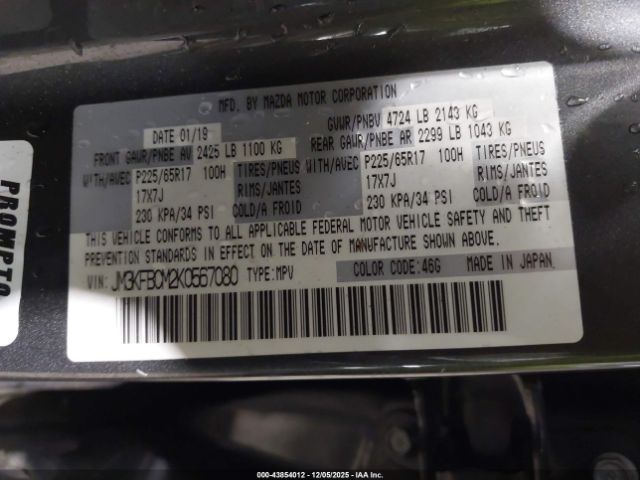 MFD. BY MAZDA MOTOR CORPORATION
DATE 01/19 GVWR/PNBV 4724 LB 2143 KG
FRONT GAWR/PNBE AV 2425 LB 1100 KG REAR GAWR/PNBE AR 2299 LB 1043 KG
WITH/AVEC P225/65R17 100H TIRES/PNEUS WITH/AVEC P225/65R17 100H TIRES/PNEUS
17X7J RIMS/JANTES 17X7J RIMS/JANTES
230 KPA/34 PSI COLD/A FROID 230 KPA/34 PSI COLD/A FROID
THIS VEHICLE CONFORMS TO ALL APPLICABLE FEDERAL MOTOR VEHICLE SAFETY AND THEFT
PREVENTION STANDARDS IN EFFECT ON THE DATE OF MANUFACTURE SHOWN ABOVE.
VIN: JM3KFBCM2K0567080 TYPE: MPV COLOR CODE: 46G MADE IN JAPAN
PROMPTO
000-43854012 - 12/05/2025 - IAA Inc.